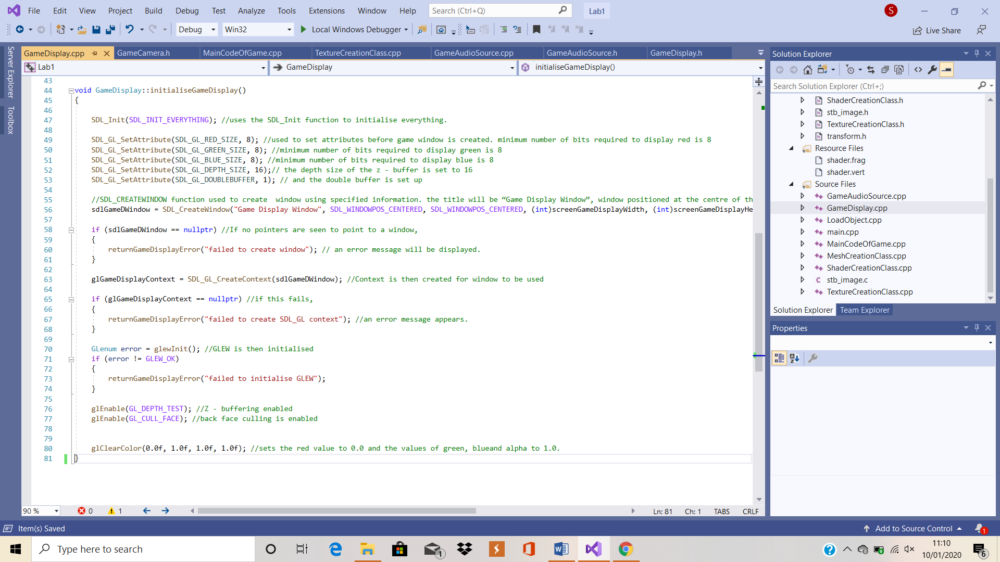 File Edit View Project Build Debug Test Analyze Tools Extensions Window Help Search (Ctrl+Q) Lab1 S
Debug Win32 Local Windows Debugger Live Share
Server Explorer
Toolbox
GameDisplay.cpp GameCamera.h MainCodeOfGame.cpp TextureCreationClass.cpp GameAudioSource.cpp GameAudioSource.h GameDisplay.h
Lab1 GameDisplay initialiseGameDisplay()
43
44 void GameDisplay::initialiseGameDisplay()
45 {
46
47 SDL_Init(SDL_INIT_EVERYTHING); //uses the SDL_Init function to initialise everything.
48
49 SDL_GL_SetAttribute(SDL_GL_RED_SIZE, 8); //used to set attributes before game window is created. minimum number of bits required to display red is 8
50 SDL_GL_SetAttribute(SDL_GL_GREEN_SIZE, 8); //minimum number of bits required to display green is 8
51 SDL_GL_SetAttribute(SDL_GL_BLUE_SIZE, 8); //minimum number of bits required to display blue is 8
52 SDL_GL_SetAttribute(SDL_GL_DEPTH_SIZE, 16);// the depth size of the z - buffer is set to 16
53 SDL_GL_SetAttribute(SDL_GL_DOUBLEBUFFER, 1); // and the double buffer is set up
54
55 //SDL_CREATEWINDOW function used to create  window using specified information. the title will be “Game Display Window”, window positioned at the centre of th
56 sdlGameDWindow = SDL_CreateWindow("Game Display Window", SDL_WINDOWPOS_CENTERED, SDL_WINDOWPOS_CENTERED, (int)screenGameDisplayWidth, (int)screenGameDisplayHe
57
58 if (sdlGameDWindow == nullptr) //If no pointers are seen to point to a window,
59 {
60 returnGameDisplayError("failed to create window"); // an error message will be displayed.
61 }
62
63 glGameDisplayContext = SDL_GL_CreateContext(sdlGameDWindow); //Context is then created for window to be used
64
65 if (glGameDisplayContext == nullptr) //if this fails,
66 {
67 returnGameDisplayError("failed to create SDL_GL context"); //an error message appears.
68 }
69
70 GLenum error = glewInit(); //GLEW is then initialised
71 if (error != GLEW_OK)
72 {
73 returnGameDisplayError("failed to initialise GLEW");
74 }
75
76 glEnable(GL_DEPTH_TEST); //Z - buffering enabled
77 glEnable(GL_CULL_FACE); //back face culling is enabled
78
79
80 glClearColor(0.0f, 1.0f, 1.0f, 1.0f); //sets the red value to 0.0 and the values of green, blueand alpha to 1.0.
81 }
90 % 0 1 Ln: 81 Ch: 1 TABS CRLF
Solution Explorer
Search Solution Explorer (Ctrl+;)
ShaderCreationClass.h
stb_image.h
TextureCreationClass.h
transform.h
Resource Files
shader.frag
shader.vert
Source Files
GameAudioSource.cpp
GameDisplay.cpp
LoadObject.cpp
main.cpp
MainCodeOfGame.cpp
MeshCreationClass.cpp
ShaderCreationClass.cpp
stb_image.c
TextureCreationClass.cpp
Solution Explorer Team Explorer
Properties
Item(s) Saved Add to Source Control 1
Type here to search 1 11:10
10/01/2020 6